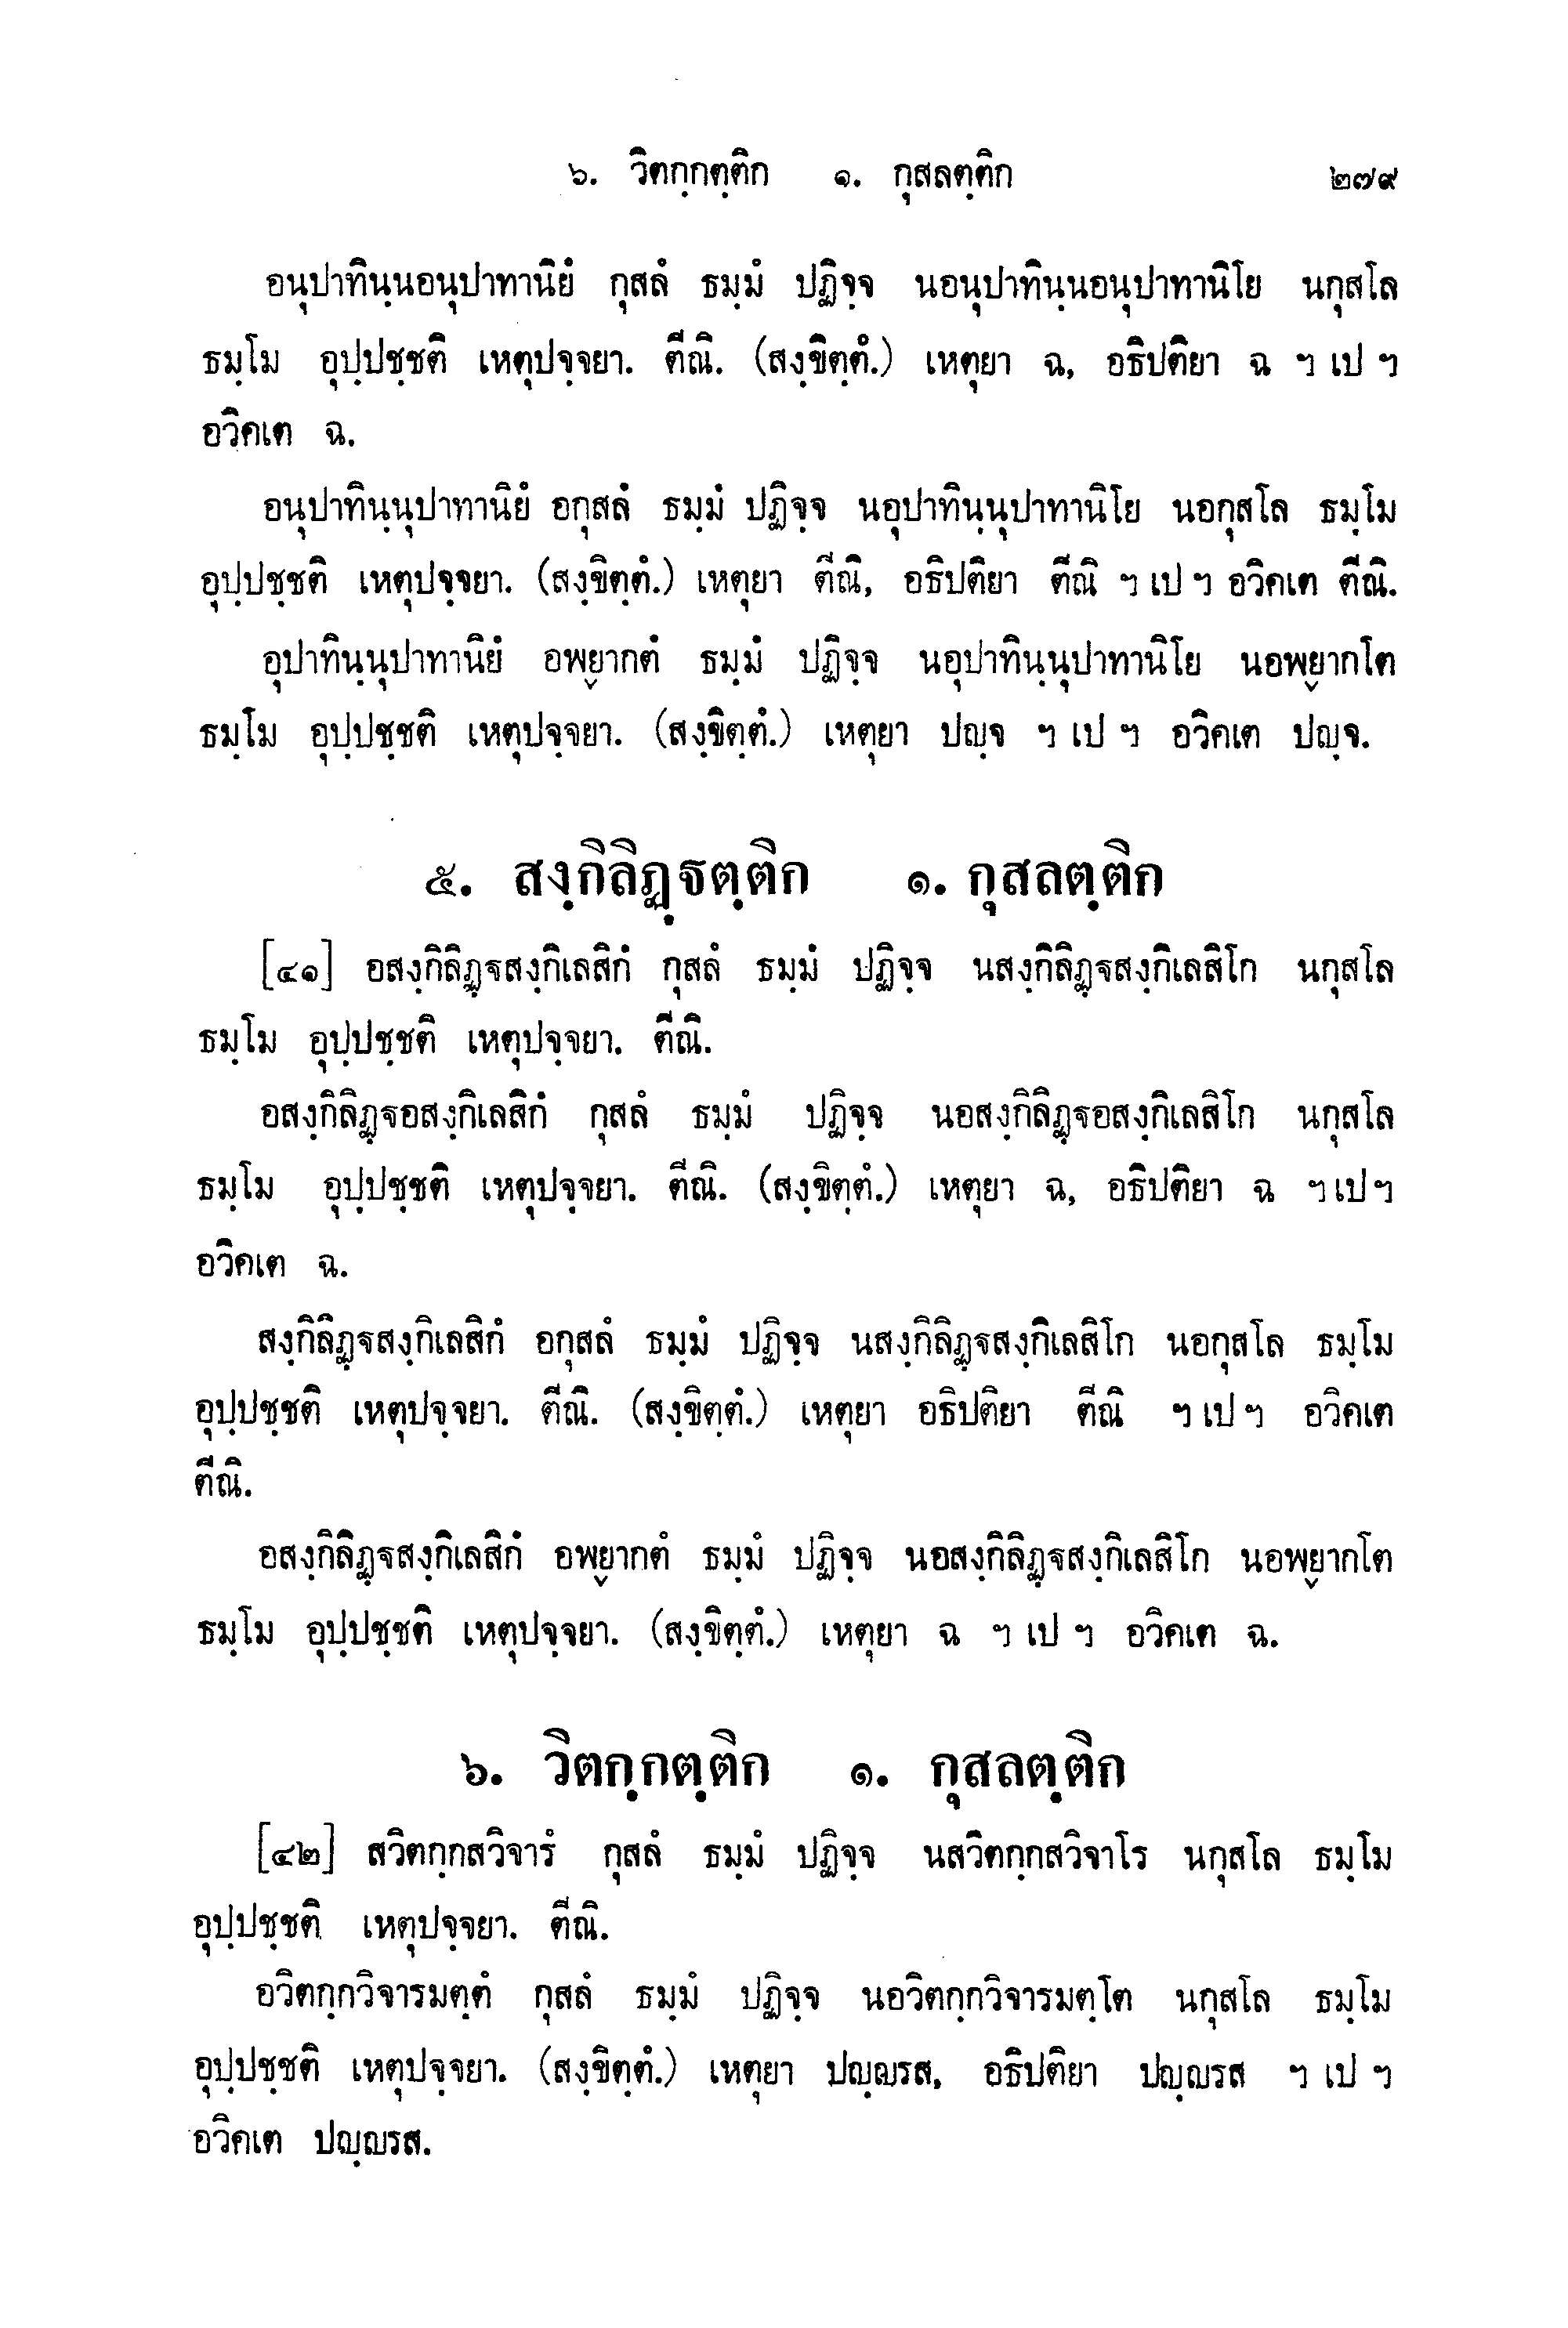 ๖. วิตกฺกตฺติก ๑. กุสลตฺติก ๒๗๙
อนุปาทินฺนอนุปาทานิยํ กุสลํ ธมฺมํ ปฏิจฺจ นอนุปาทินฺนอนุปาทานิโย นกุสโล
ธมฺโม อุปฺปชฺชติ เหตุปจฺจยา. ตีณิ. (สงฺขิตฺตํ.) เหตุยา ฉ, อธิปติยา ฉ ฯ เป ฯ
อวิคเต ฉ.
อนุปาทินฺนุปาทานิยํ อกุสลํ ธมฺมํ ปฏิจฺจ นอุปาทินฺนุปาทานิโย นอกุสโล ธมฺโม
อุปฺปชฺชติ เหตุปจฺจยา. (สงฺขิตฺตํ.) เหตุยา ตีณิ, อธิปติยา ตีณิ ฯ เป ฯ อวิคเต ตีณิ.
อุปาทินฺนุปาทานิยํ อพฺยากตํ ธมฺมํ ปฏิจฺจ นอุปาทินฺนุปาทานิโย นอพฺยากโต
ธมฺโม อุปฺปชฺชติ เหตุปจฺจยา. (สงฺขิตฺตํ.) เหตุยา ปญฺจ ฯ เป ฯ อวิคเต ปญฺจ.
๕. สงฺกิลิฏฺฐตฺติก ๑. กุสลตฺติก
[๔๑] อสงฺกิลิฏฺฐสงฺกิเลสิกํ กุสลํ ธมฺมํ ปฏิจฺจ นสงฺกิลิฏฺฐสงฺกิเลสิโก นกุสโล
ธมฺโม อุปฺปชฺชติ เหตุปจฺจยา. ตีณิ.
อสงฺกิลิฏฺฐอสงฺกิเลสิกํ กุสลํ ธมฺมํ ปฏิจฺจ นอสงฺกิลิฏฺฐอสงฺกิเลสิโก นกุสโล
ธมฺโม อุปฺปชฺชติ เหตุปจฺจยา. ตีณิ. (สงฺขิตฺตํ.) เหตุยา ฉ, อธิปติยา ฉ ฯ เป ฯ
อวิคเต ฉ.
สงฺกิลิฏฺฐสงฺกิเลสิกํ อกุสลํ ธมฺมํ ปฏิจฺจ นสงฺกิลิฏฺฐสงฺกิเลสิโก นอกุสโล ธมฺโม
อุปฺปชฺชติ เหตุปจฺจยา. ตีณิ. (สงฺขิตฺตํ.) เหตุยา อธิปติยา ตีณิ ฯ เป ฯ อวิคเต
ตีณิ.
อสงฺกิลิฏฺฐสงฺกิเลสิกํ อพฺยากตํ ธมฺมํ ปฏิจฺจ นอสงฺกิลิฏฺฐสงฺกิเลสิโก นอพฺยากโต
ธมฺโม อุปฺปชฺชติ เหตุปจฺจยา. (สงฺขิตฺตํ.) เหตุยา ฉ ฯ เป ฯ อวิคเต ฉ.
๖. วิตกฺกตฺติก ๑. กุสลตฺติก
[๔๒] สวิตกฺกสวิจารํ กุสลํ ธมฺมํ ปฏิจฺจ นสวิตกฺกสวิจาโร นกุสโล ธมฺโม
อุปฺปชฺชติ เหตุปจฺจยา. ตีณิ.
อวิตกฺกวิจารมตฺตํ กุสลํ ธมฺมํ ปฏิจฺจ นอวิตกฺกวิจารมตฺโต นกุสโล ธมฺโม
อุปฺปชฺชติ เหตุปจฺจยา. (สงฺขิตฺตํ.) เหตุยา ปญฺญรส, อธิปติยา ปญฺญรส ฯ เป ฯ
อวิคเต ปญฺญรส.